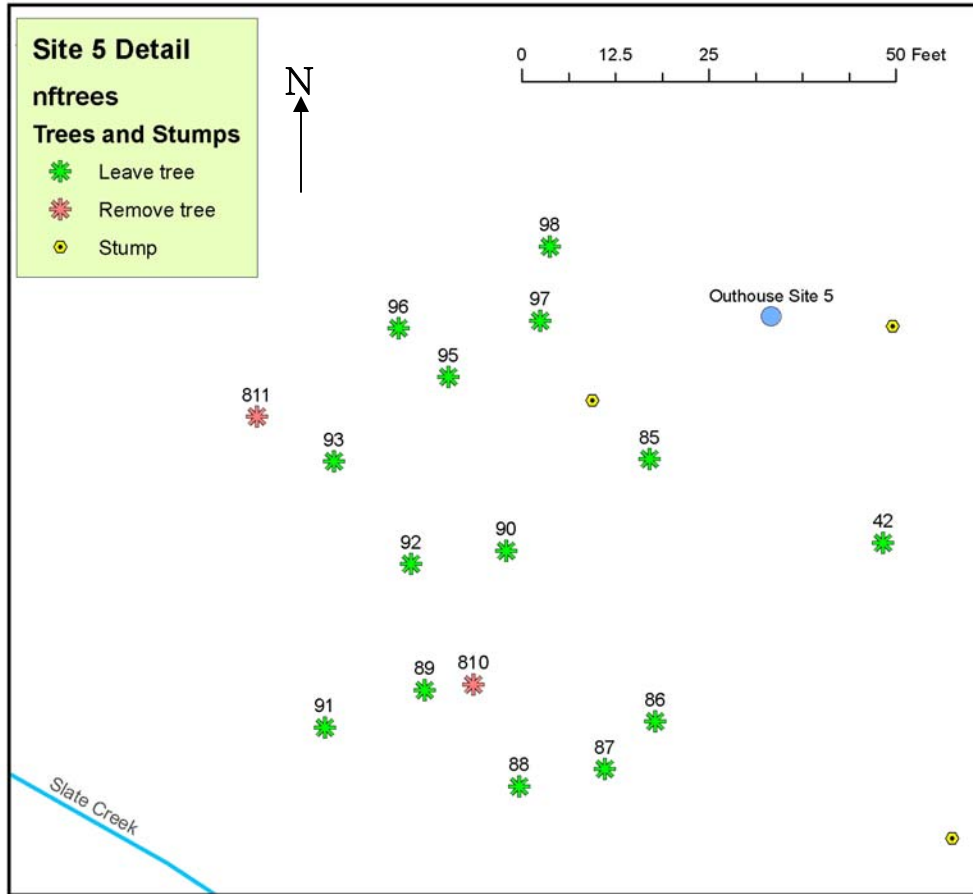 Site 5 Detail
nftrees
Trees and Stumps
Leave tree
Remove tree
Stump
N
0 12.5 25 50 Feet
98
97
Outhouse Site 5
96
95
811
93
85
90
92
42
810
89
91
86
87
88
Slate Creek